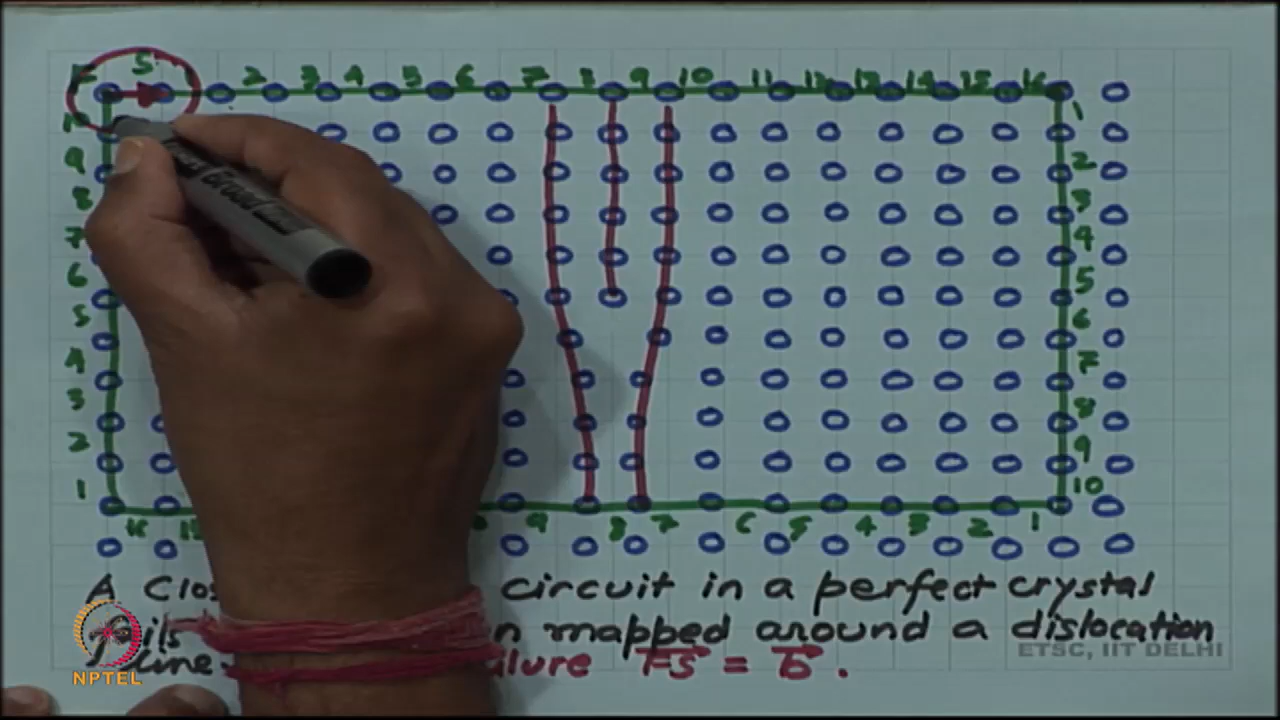 F S 1 2 3 4 5 6 7 8 9 10 11 12 13 14 15 16
1
9 2
8 3
7 4
6 5
5 6
4 7
3 8
2 9
1 10
16 9 8 7 6 5 4 3 2 1
A circuit in a perfect crystal
mapped around a dislocation
line FS = b.
ETSC, IIT DELHI
NPTEL